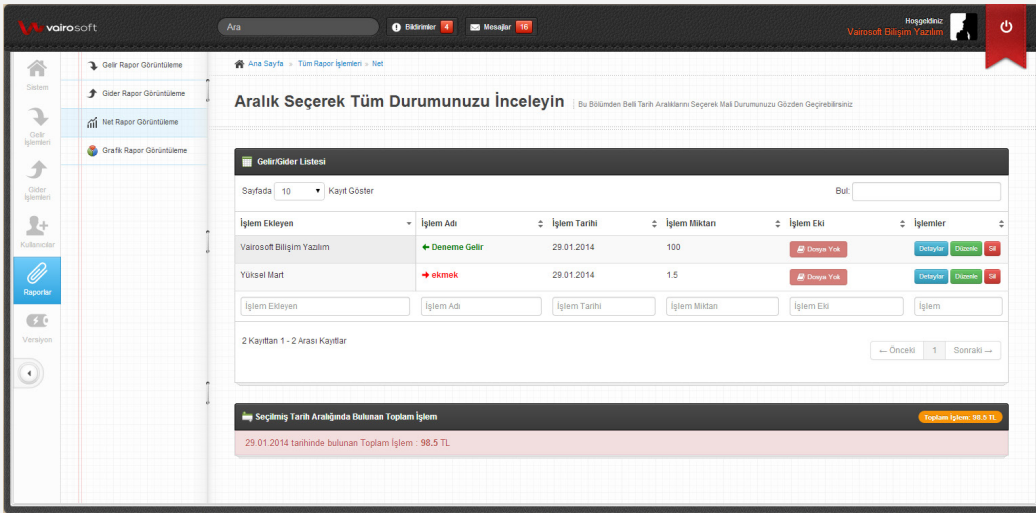 vairosoft
Ara
Bildirimler 4
Mesajlar 16
Hoşgeldiniz
Vairosoft Bilişim Yazılım
Sistem
Gelir İşlemleri
Gider İşlemleri
Kullanıcılar
Raporlar
Versiyon
Gelir Rapor Görüntüleme
Gider Rapor Görüntüleme
Net Rapor Görüntüleme
Grafik Rapor Görüntüleme
Ana Sayfa » Tüm Rapor İşlemleri » Net
Aralık Seçerek Tüm Durumunuzu İnceleyin | Bu Bölümden Belli Tarih Aralıklarını Seçerek Mali Durumunuzu Gözden Geçirebilirsiniz
Gelir/Gider Listesi
Sayfada 10 Kayıt Göster Bul:
İşlem Ekleyen İşlem Adı İşlem Tarihi İşlem Miktarı İşlem Eki İşlemler
Vairosoft Bilişim Yazılım ← Deneme Gelir 29.01.2014 100 Dosya Yok Detaylar Düzenle Sil
Yüksel Mart → ekmek 29.01.2014 1.5 Dosya Yok Detaylar Düzenle Sil
İşlem Ekleyen İşlem Adı İşlem Tarihi İşlem Miktarı İşlem Eki İşlem
2 Kayıttan 1 - 2 Arası Kayıtlar
← Önceki 1 Sonraki →
Seçilmiş Tarih Aralığında Bulunan Toplam İşlem Toplam İşlem: 98.5 TL
29.01.2014 tarihinde bulunan Toplam İşlem : 98.5 TL